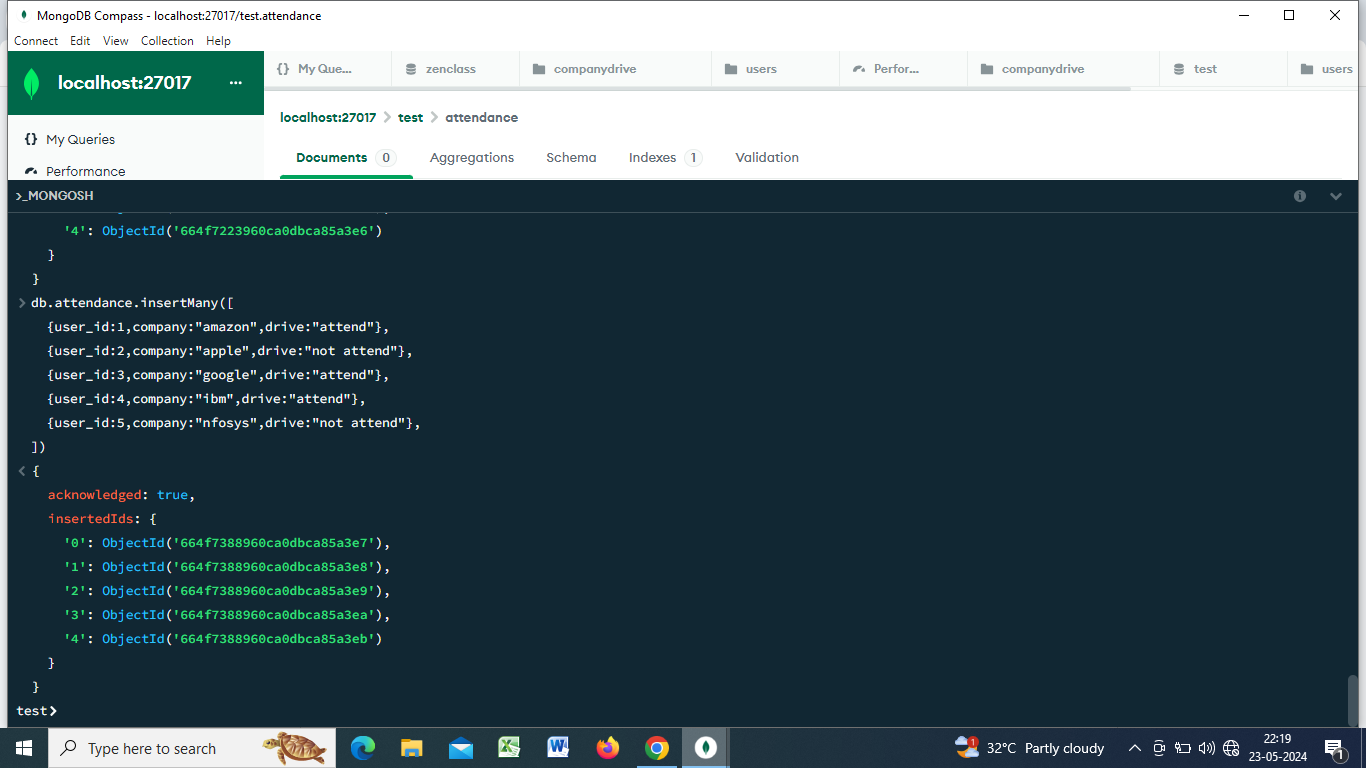 MongoDB Compass - localhost:27017/test.attendance
Connect Edit View Collection Help
localhost:27017 ...
{} My Que... zenclass companydrive users Perfor... companydrive test users
localhost:27017 > test > attendance
{} My Queries
Documents 0 Aggregations Schema Indexes 1 Validation
Performance
>_MONGOSH
'4': ObjectId('664f7223960ca0dbca85a3e6')
}
}
> db.attendance.insertMany([
{user_id:1,company:"amazon",drive:"attend"},
{user_id:2,company:"apple",drive:"not attend"},
{user_id:3,company:"google",drive:"attend"},
{user_id:4,company:"ibm",drive:"attend"},
{user_id:5,company:"nfosys",drive:"not attend"},
])
< {
acknowledged: true,
insertedIds: {
'0': ObjectId('664f7388960ca0dbca85a3e7'),
'1': ObjectId('664f7388960ca0dbca85a3e8'),
'2': ObjectId('664f7388960ca0dbca85a3e9'),
'3': ObjectId('664f7388960ca0dbca85a3ea'),
'4': ObjectId('664f7388960ca0dbca85a3eb')
}
}
test>
Type here to search
1 32°C Partly cloudy
22:19
23-05-2024
1